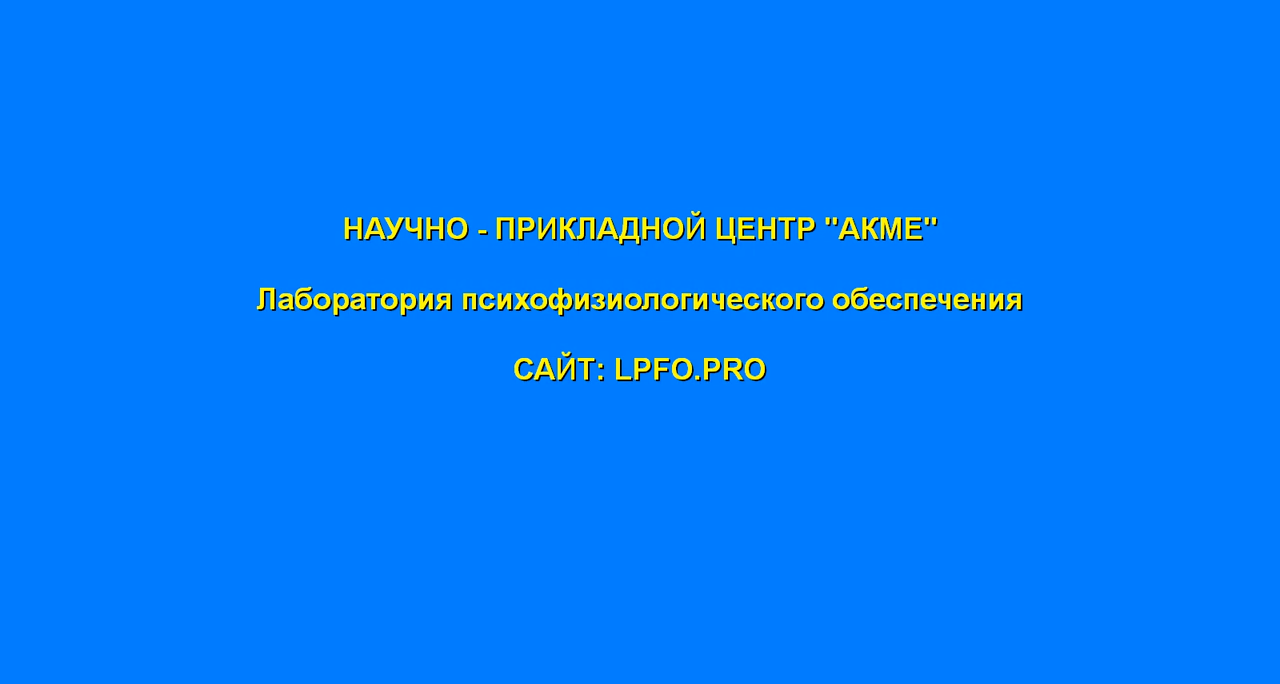 НАУЧНО - ПРИКЛАДНОЙ ЦЕНТР "АКМЕ"
Лаборатория психофизиологического обеспечения
САЙТ: LPFO.PRO